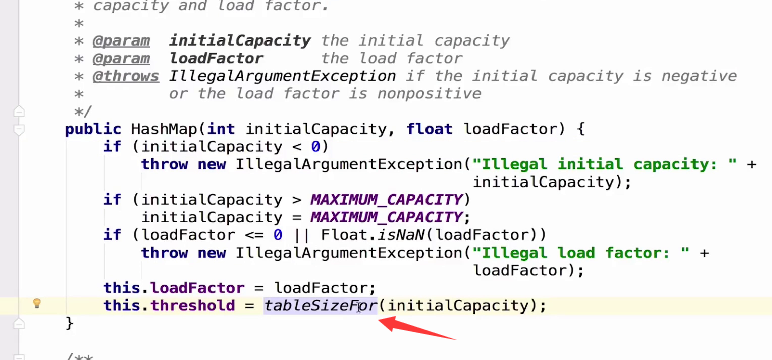 * capacity and load factor.
*
* @param initialCapacity the initial capacity
* @param loadFactor the load factor
* @throws IllegalArgumentException if the initial capacity is negative
* or the load factor is nonpositive
*/
public HashMap(int initialCapacity, float loadFactor) {
if (initialCapacity < 0)
throw new IllegalArgumentException("Illegal initial capacity: " +
initialCapacity);
if (initialCapacity > MAXIMUM_CAPACITY)
initialCapacity = MAXIMUM_CAPACITY;
if (loadFactor <= 0 || Float.isNaN(loadFactor))
throw new IllegalArgumentException("Illegal load factor: " +
loadFactor);
this.loadFactor = loadFactor;
this.threshold = tableSizeFor(initialCapacity);
}
/**